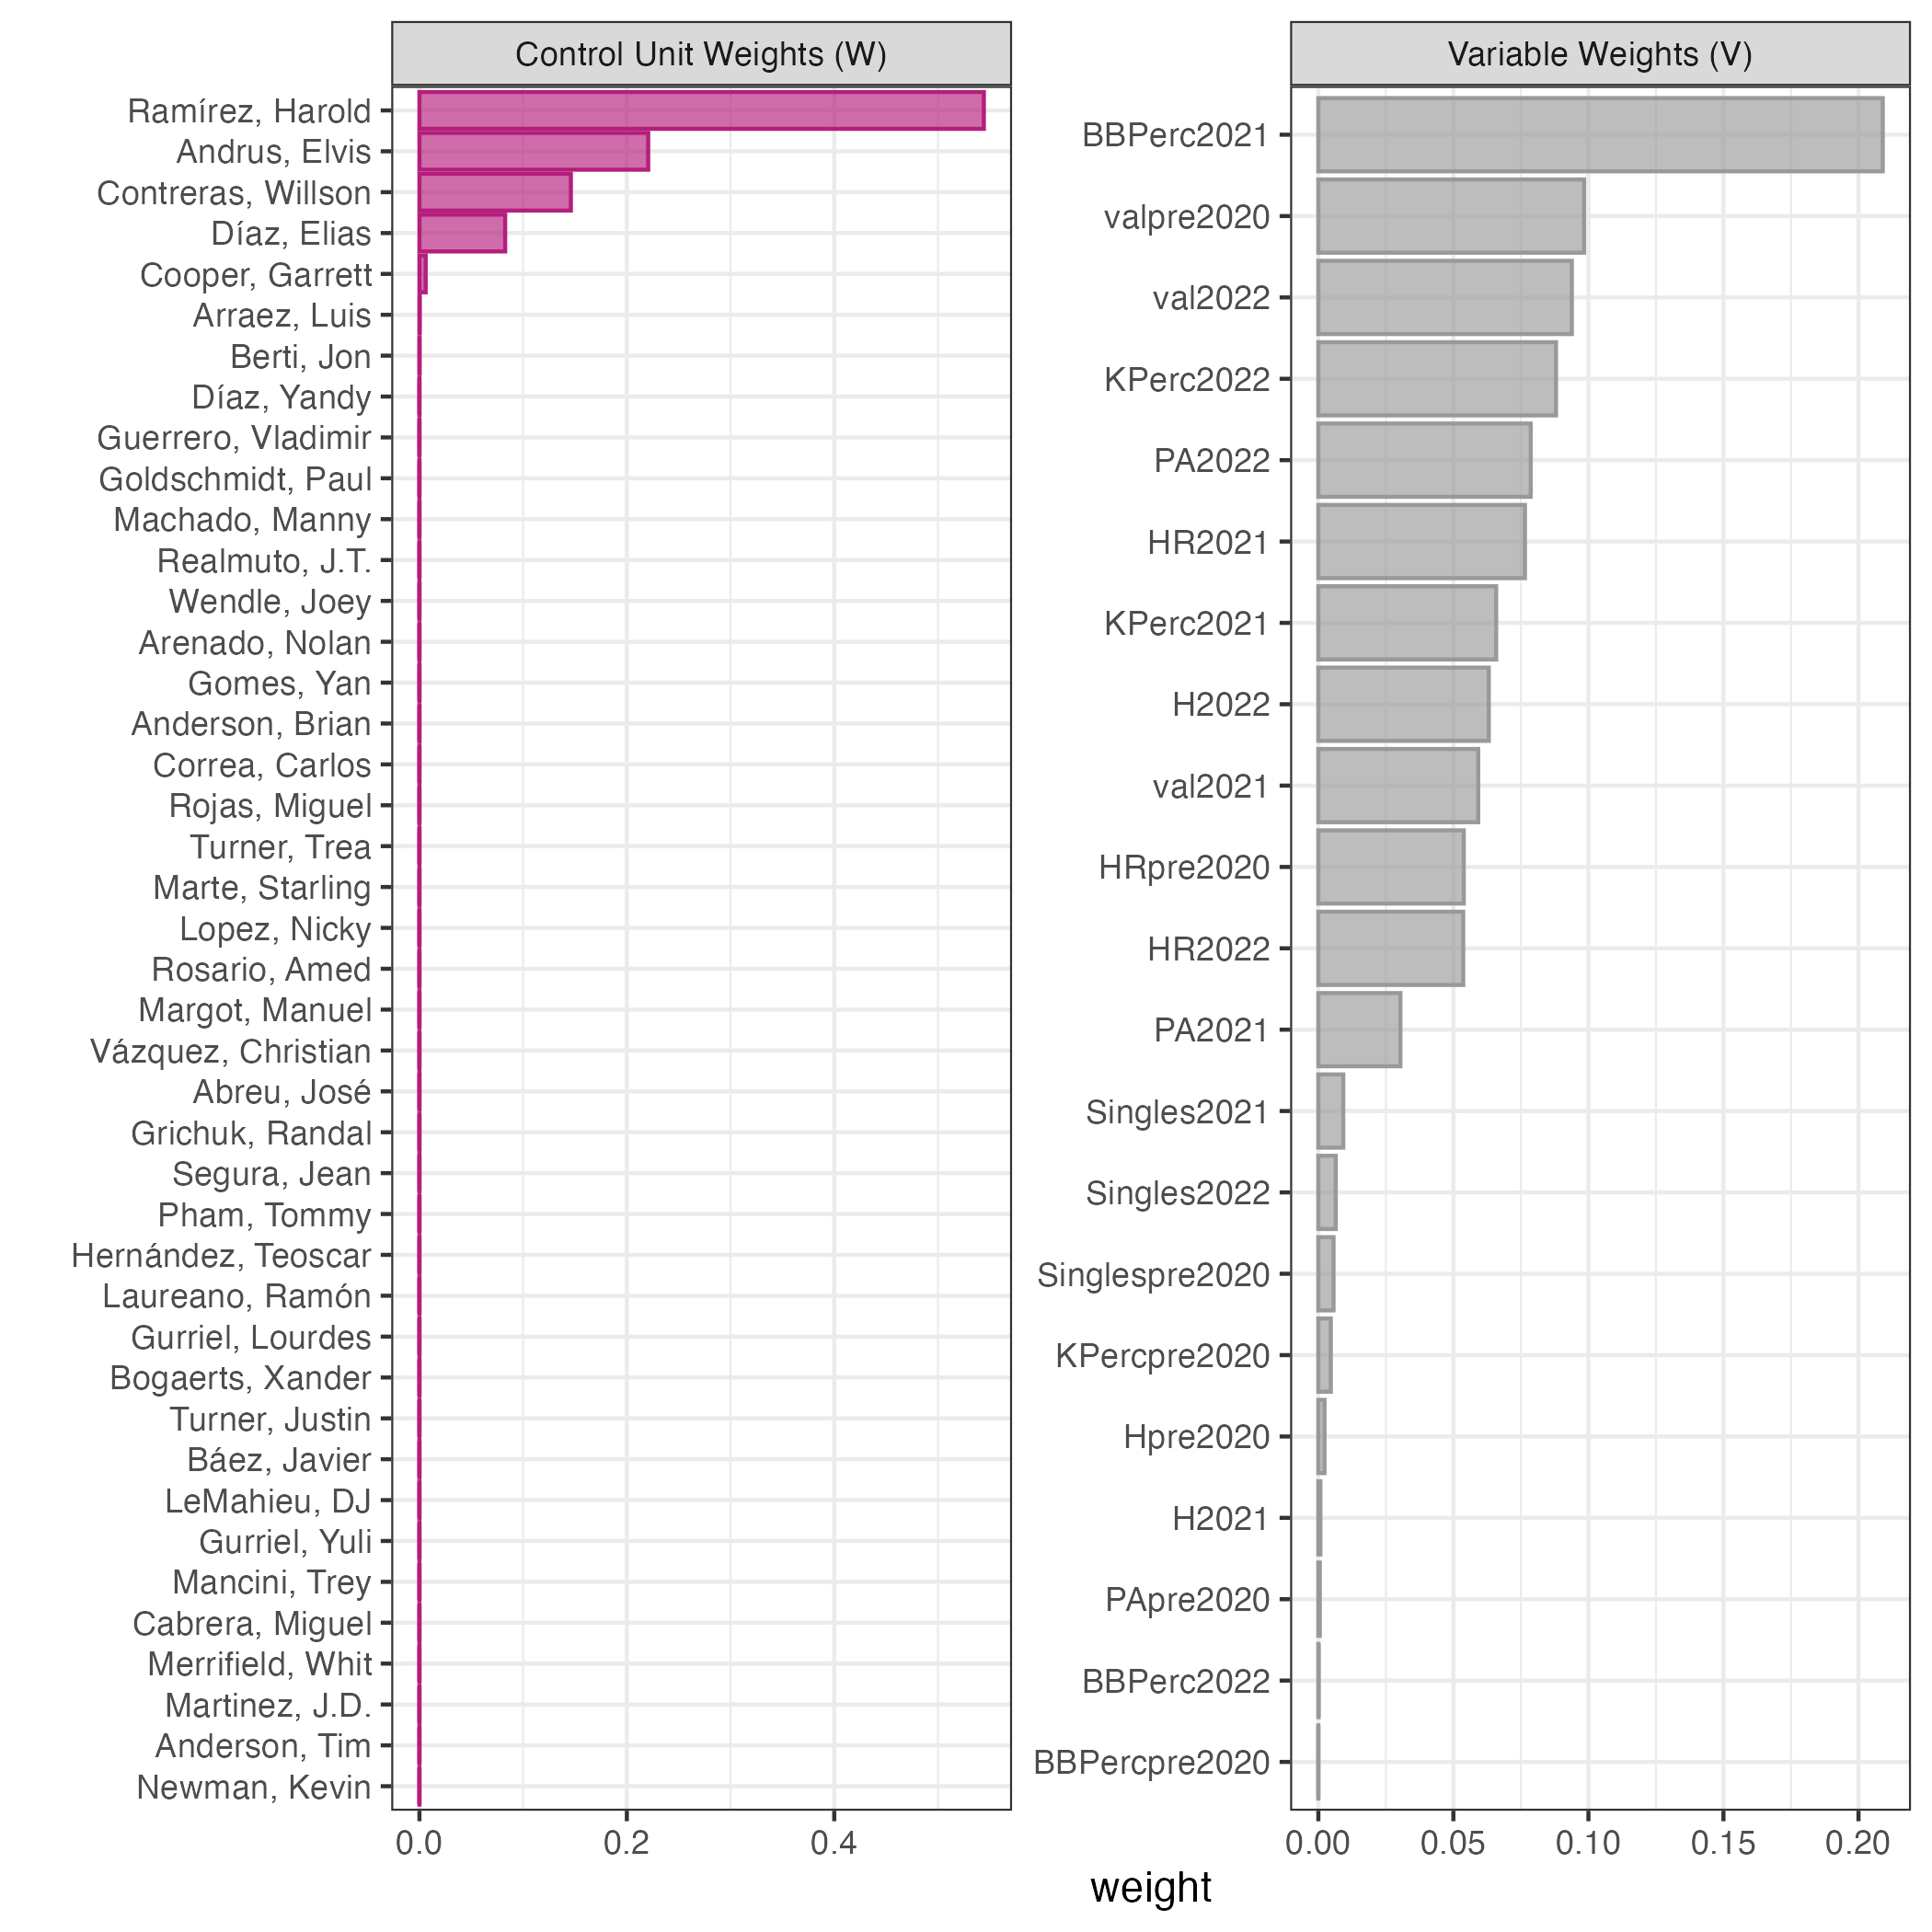 Control Unit Weights (W)
Ramírez, Harold
Andrus, Elvis
Contreras, Willson
Díaz, Elias
Cooper, Garrett
Arraez, Luis
Berti, Jon
Díaz, Yandy
Guerrero, Vladimir
Goldschmidt, Paul
Machado, Manny
Realmuto, J.T.
Wendle, Joey
Arenado, Nolan
Gomes, Yan
Anderson, Brian
Correa, Carlos
Rojas, Miguel
Turner, Trea
Marte, Starling
Lopez, Nicky
Rosario, Amed
Margot, Manuel
Vázquez, Christian
Abreu, José
Grichuk, Randal
Segura, Jean
Pham, Tommy
Hernández, Teoscar
Laureano, Ramón
Gurriel, Lourdes
Bogaerts, Xander
Turner, Justin
Báez, Javier
LeMahieu, DJ
Gurriel, Yuli
Mancini, Trey
Cabrera, Miguel
Merrifield, Whit
Martinez, J.D.
Anderson, Tim
Newman, Kevin
0.0 0.2 0.4
Variable Weights (V)
BBPerc2021
valpre2020
val2022
KPerc2022
PA2022
HR2021
KPerc2021
H2022
val2021
HRpre2020
HR2022
PA2021
Singles2021
Singles2022
Singlespre2020
KPercpre2020
Hpre2020
H2021
PApre2020
BBPerc2022
BBPercpre2020
0.00 0.05 0.10 0.15 0.20
weight